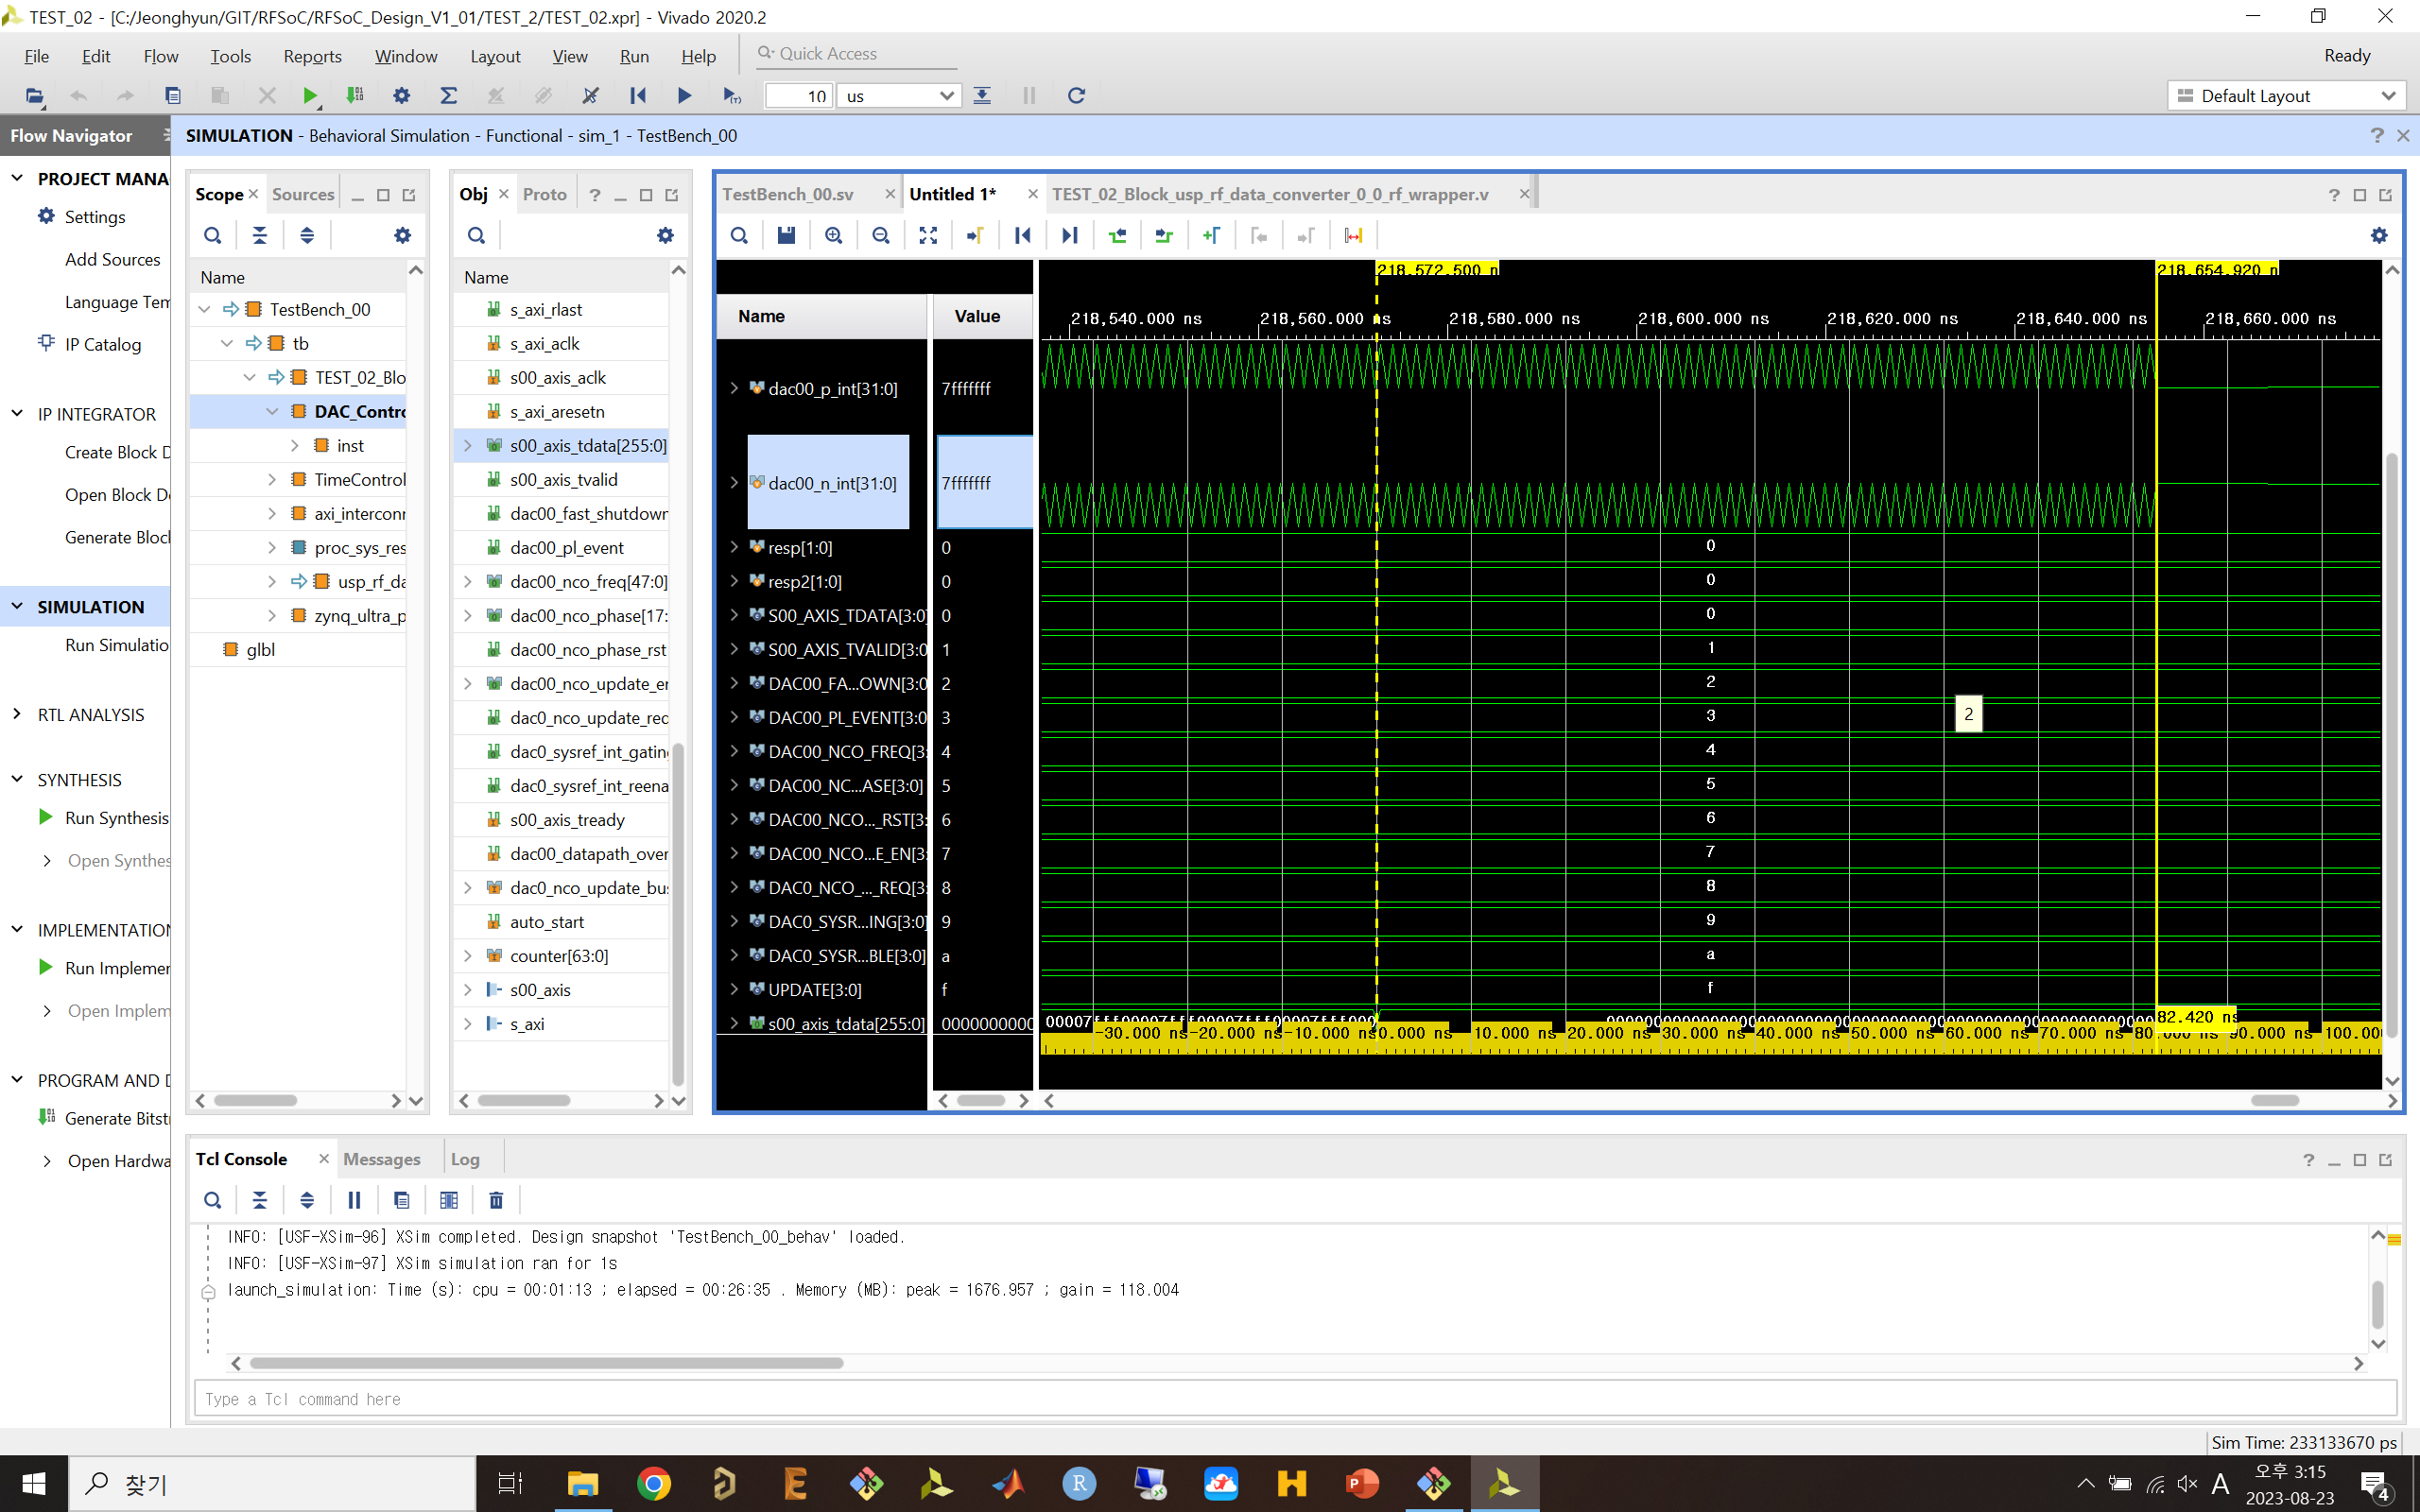 TEST_02 - [C:/Jeonghyun/GIT/RFSoC/RFSoC_Design_V1_01/TEST_2/TEST_02.xpr] - Vivado 2020.2
File Edit Flow Tools Reports Window Layout View Run Help Quick Access Ready
10 us Default Layout
Flow Navigator
SIMULATION - Behavioral Simulation - Functional - sim_1 - TestBench_00
PROJECT MANA
Settings
Add Sources
Language Tem
IP Catalog
IP INTEGRATOR
Create Block D
Open Block De
Generate Block
SIMULATION
Run Simulatio
RTL ANALYSIS
SYNTHESIS
Run Synthesis
Open Synthes
IMPLEMENTATION
Run Implemen
Open Implem
PROGRAM AND D
Generate Bitst
Open Hardwa
Scope Sources
Name
TestBench_00
tb
TEST_02_Blo
DAC_Contro
inst
TimeControl
axi_interconn
proc_sys_res
usp_rf_da
zynq_ultra_p
glbl
Obj Proto
Name
s_axi_rlast
s_axi_aclk
s00_axis_aclk
s_axi_aresetn
s00_axis_tdata[255:0]
s00_axis_tvalid
dac00_fast_shutdown
dac00_pl_event
dac00_nco_freq[47:0]
dac00_nco_phase[17:
dac00_nco_phase_rst
dac00_nco_update_en
dac0_nco_update_req
dac0_sysref_int_gating
dac0_sysref_int_reena
s00_axis_tready
dac00_datapath_over
dac0_nco_update_bus
auto_start
counter[63:0]
s00_axis
s_axi
TestBench_00.sv Untitled 1* TEST_02_Block_usp_rf_data_converter_0_0_rf_wrapper.v
218,572.500 n 218,654.920 n
Name Value
218,540.000 ns 218,560.000 ns 218,580.000 ns 218,600.000 ns 218,620.000 ns 218,640.000 ns 218,660.000 ns
dac00_p_int[31:0] 7fffffff
dac00_n_int[31:0] 7fffffff
resp[1:0] 0 0
resp2[1:0] 0 0
S00_AXIS_TDATA[3:0] 0 0
S00_AXIS_TVALID[3:0 1 1
DAC00_FA...OWN[3:0 2 2
DAC00_PL_EVENT[3:0 3 3
2
DAC00_NCO_FREQ[3: 4 4
DAC00_NC...ASE[3:0] 5 5
DAC00_NCO..._RST[3: 6 6
DAC00_NCO...E_EN[3: 7 7
DAC0_NCO_..._REQ[3: 8 8
DAC0_SYSR...ING[3:0] 9 9
DAC0_SYSR...BLE[3:0] a a
UPDATE[3:0] f f
s00_axis_tdata[255:0] 0000000000
82.420 ns
-30.000 ns -20.000 ns -10.000 ns 0.000 ns 10.000 ns 20.000 ns 30.000 ns 40.000 ns 50.000 ns 60.000 ns 70.000 ns 90.000 ns 100.00
Tcl Console Messages Log
INFO: [USF-XSim-96] XSim completed. Design snapshot 'TestBench_00_behav' loaded.
INFO: [USF-XSim-97] XSim simulation ran for 1s
launch_simulation: Time (s): cpu = 00:01:13 ; elapsed = 00:26:35 . Memory (MB): peak = 1676.957 ; gain = 118.004
Type a Tcl command here
Sim Time: 233133670 ps
찾기
A
오후 3:15
2023-08-23
4